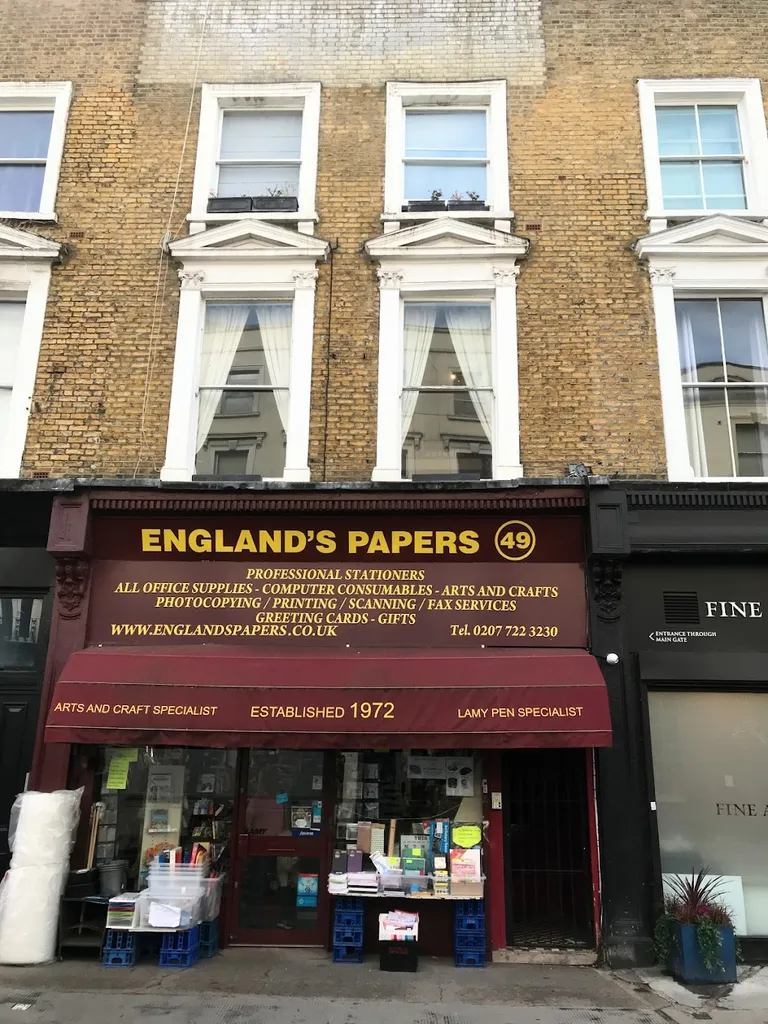 ENGLAND'S PAPERS 49
PROFESSIONAL STATIONERS
ALL OFFICE SUPPLIES - COMPUTER CONSUMABLES - ARTS AND CRAFTS
PHOTOCOPYING / PRINTING / SCANNING / FAX SERVICES
GREETING CARDS - GIFTS
WWW.ENGLANDSPAPERS.CO.UK Tel. 0207 722 3230
ARTS AND CRAFT SPECIALIST ESTABLISHED 1972 LAMY PEN SPECIALIST
FINE
ENTRANCE THROUGH
MAIN GATE
FINE A
LAMY